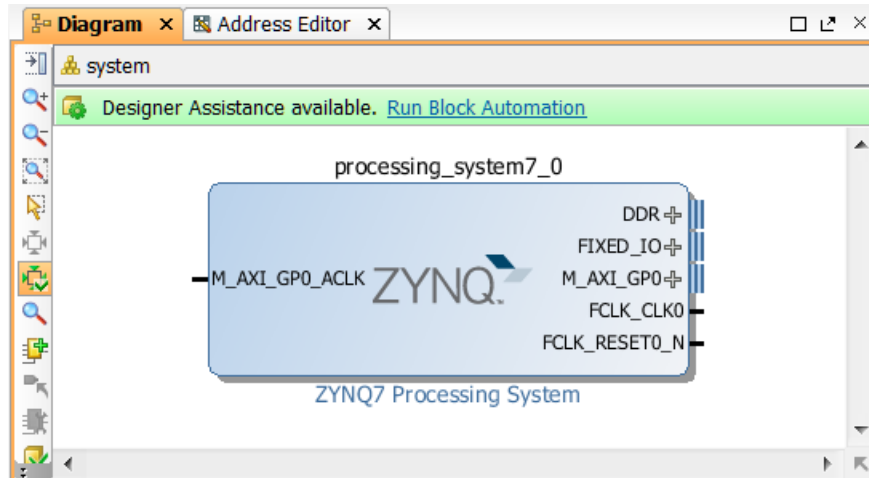 Diagram Address Editor
system
Designer Assistance available. Run Block Automation
processing_system7_0
DDR
FIXED_IO
M_AXI_GP0_ACLK ZYNQ. M_AXI_GP0
FCLK_CLK0
FCLK_RESET0_N
ZYNQ7 Processing System